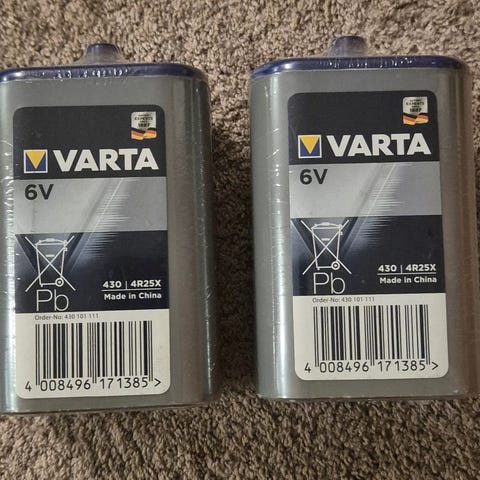 VARTA
6V
Pb
430 | 4R25X
Made in China
Order-No: 430 101 111
4 008496 171385>
VARTA
6V
Pb
430 | 4R25X
Made in China
Order-No: 430 101 111
4 008496 171385>